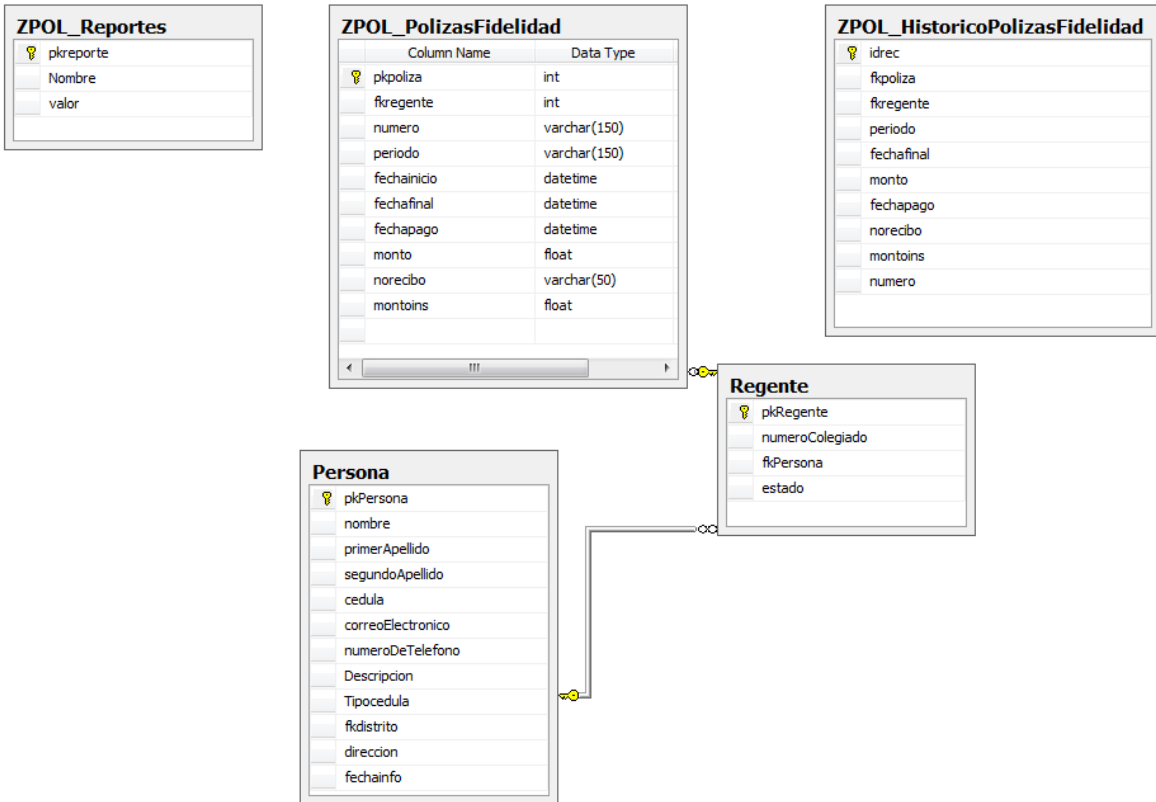 ZPOL_Reportes
pkreporte
Nombre
valor
ZPOL_PolizasFidelidad
Column Name Data Type
pkpoliza int
fkregente int
numero varchar(150)
periodo varchar(150)
fechainicio datetime
fechafinal datetime
fechapago datetime
monto float
norecibo varchar(50)
montoins float
ZPOL_HistoricoPolizasFidelidad
idrec
fkpoliza
fkregente
periodo
fechafinal
monto
fechapago
norecibo
montoins
numero
Regente
pkRegente
numeroColegiado
fkPersona
estado
Persona
pkPersona
nombre
primerApellido
segundoApellido
cedula
correoElectronico
numeroDeTelefono
Descripcion
Tipocedula
fkdistrito
direccion
fechainfo